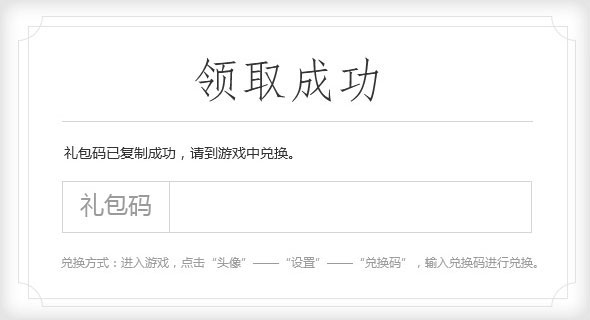 领取成功
礼包码已复制成功，请到游戏中兑换。
礼包码
兑换方式：进入游戏，点击“头像”——“设置”——“兑换码”，输入兑换码进行兑换。